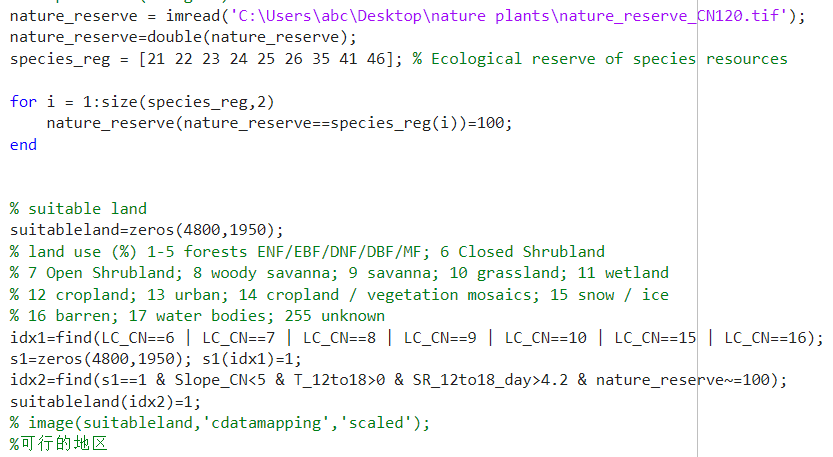 nature_reserve = imread('C:\Users\abc\Desktop\nature plants\nature_reserve_CN120.tif');
nature_reserve=double(nature_reserve);
species_reg = [21 22 23 24 25 26 35 41 46]; % Ecological reserve of species resources
for i = 1:size(species_reg,2)
    nature_reserve(nature_reserve==species_reg(i))=100;
end
% suitable land
suitableland=zeros(4800,1950);
% land use (%) 1-5 forests ENF/EBF/DNF/DBF/MF; 6 Closed Shrubland
% 7 Open Shrubland; 8 woody savanna; 9 savanna; 10 grassland; 11 wetland
% 12 cropland; 13 urban; 14 cropland / vegetation mosaics; 15 snow / ice
% 16 barren; 17 water bodies; 255 unknown
idx1=find(LC_CN==6 | LC_CN==7 | LC_CN==8 | LC_CN==9 | LC_CN==10 | LC_CN==15 | LC_CN==16);
s1=zeros(4800,1950); s1(idx1)=1;
idx2=find(s1==1 & Slope_CN<5 & T_12to18>0 & SR_12to18_day>4.2 & nature_reserve~=100);
suitableland(idx2)=1;
% image(suitableland,'cdatamapping','scaled');
%可行的地区